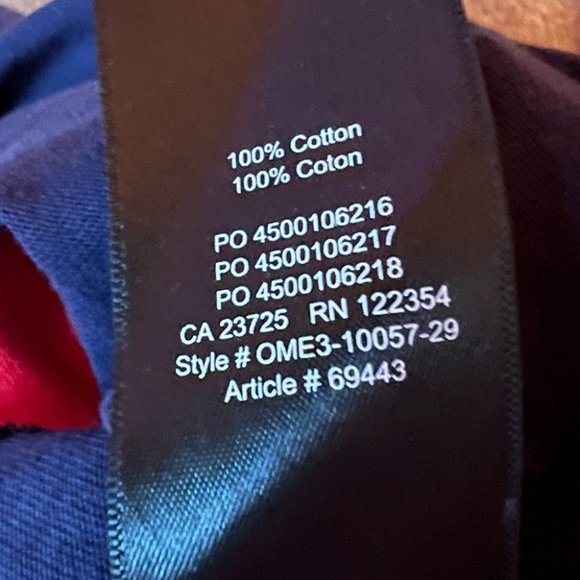 100% Cotton
100% Coton
PO 4500106216
PO 4500106217
PO 4500106218
CA 23725 RN 122354
Style # OME3-10057-29
Article # 69443